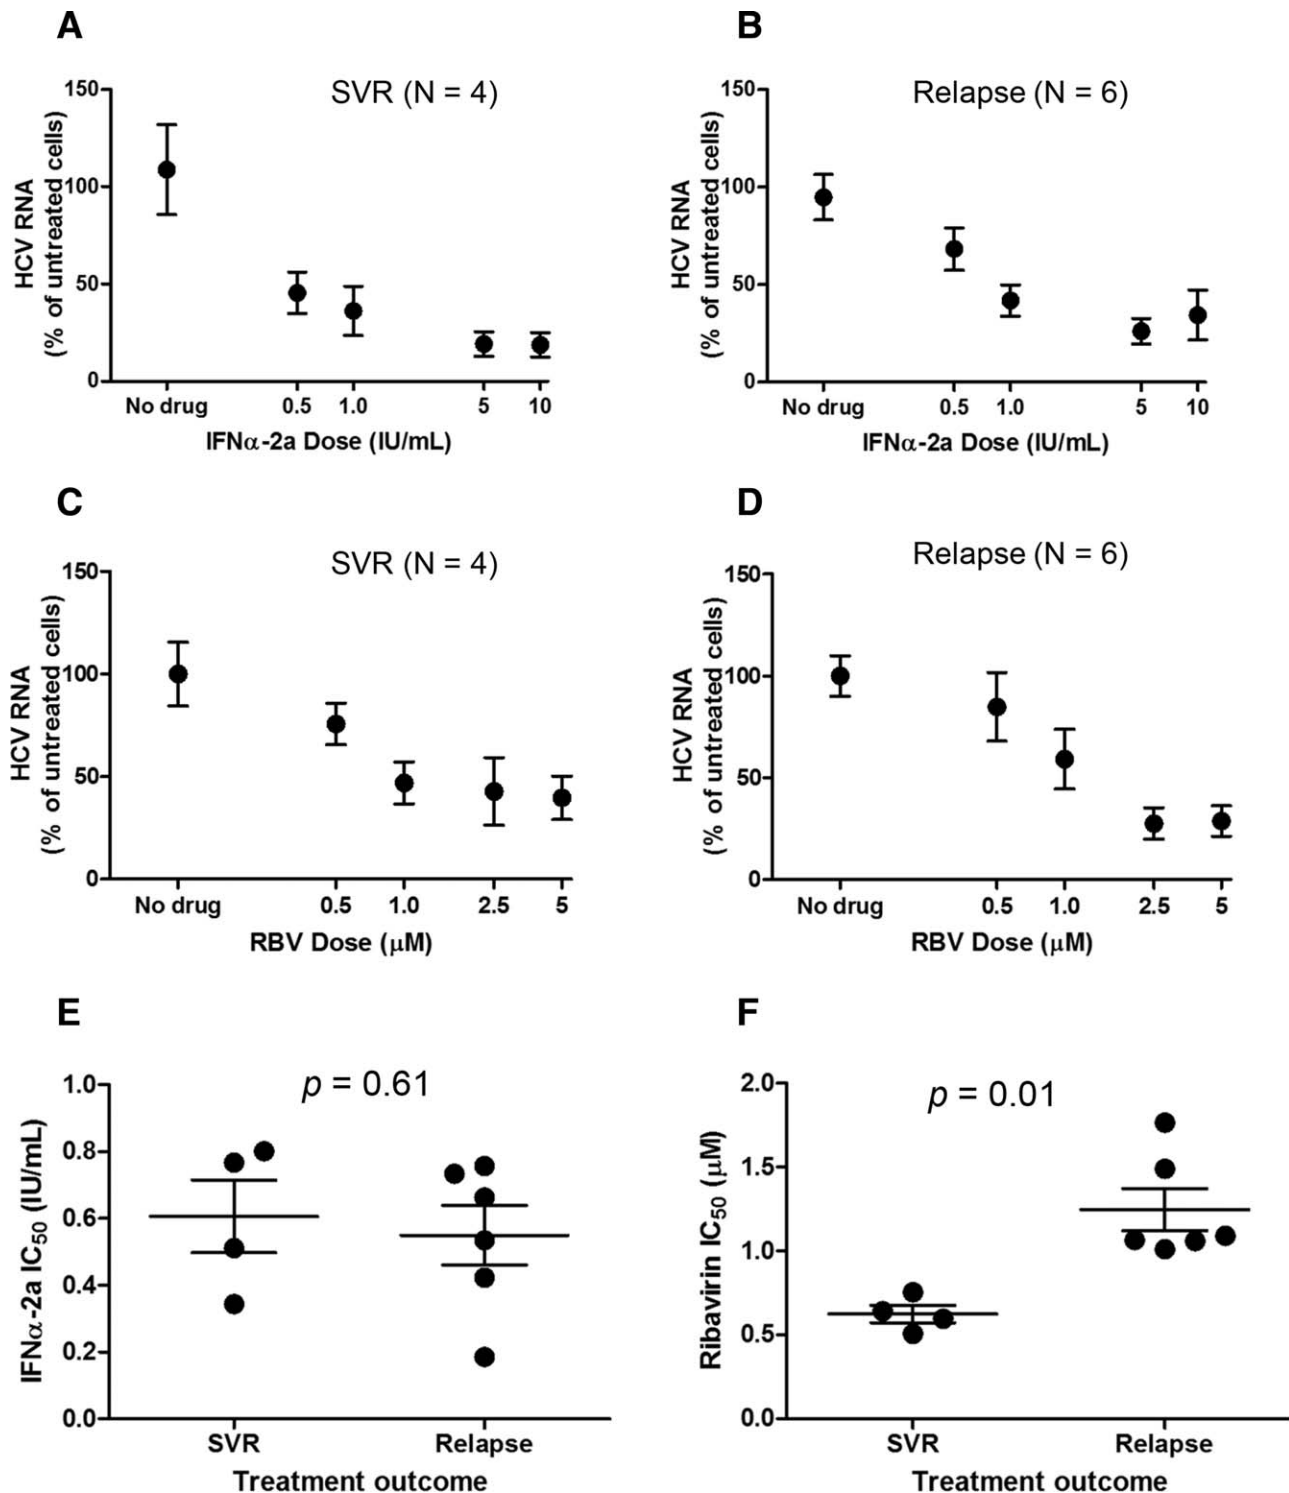 A
SVR (N = 4)
HCV RNA
(% of untreated cells)
150
100
50
0
No drug 0.5 1.0 5 10
IFNα-2a Dose (IU/mL)
B
Relapse (N = 6)
HCV RNA
(% of untreated cells)
150
100
50
0
No drug 0.5 1.0 5 10
IFNα-2a Dose (IU/mL)
C
SVR (N = 4)
HCV RNA
(% of untreated cells)
150
100
50
0
No drug 0.5 1.0 2.5 5
RBV Dose (μM)
D
Relapse (N = 6)
HCV RNA
(% of untreated cells)
150
100
50
0
No drug 0.5 1.0 2.5 5
RBV Dose (μM)
E
p = 0.61
IFNα-2a IC50 (IU/mL)
1.0
0.8
0.6
0.4
0.2
0.0
SVR Relapse
Treatment outcome
F
p = 0.01
Ribavirin IC50 (μM)
2.0
1.5
1.0
0.5
0.0
SVR Relapse
Treatment outcome